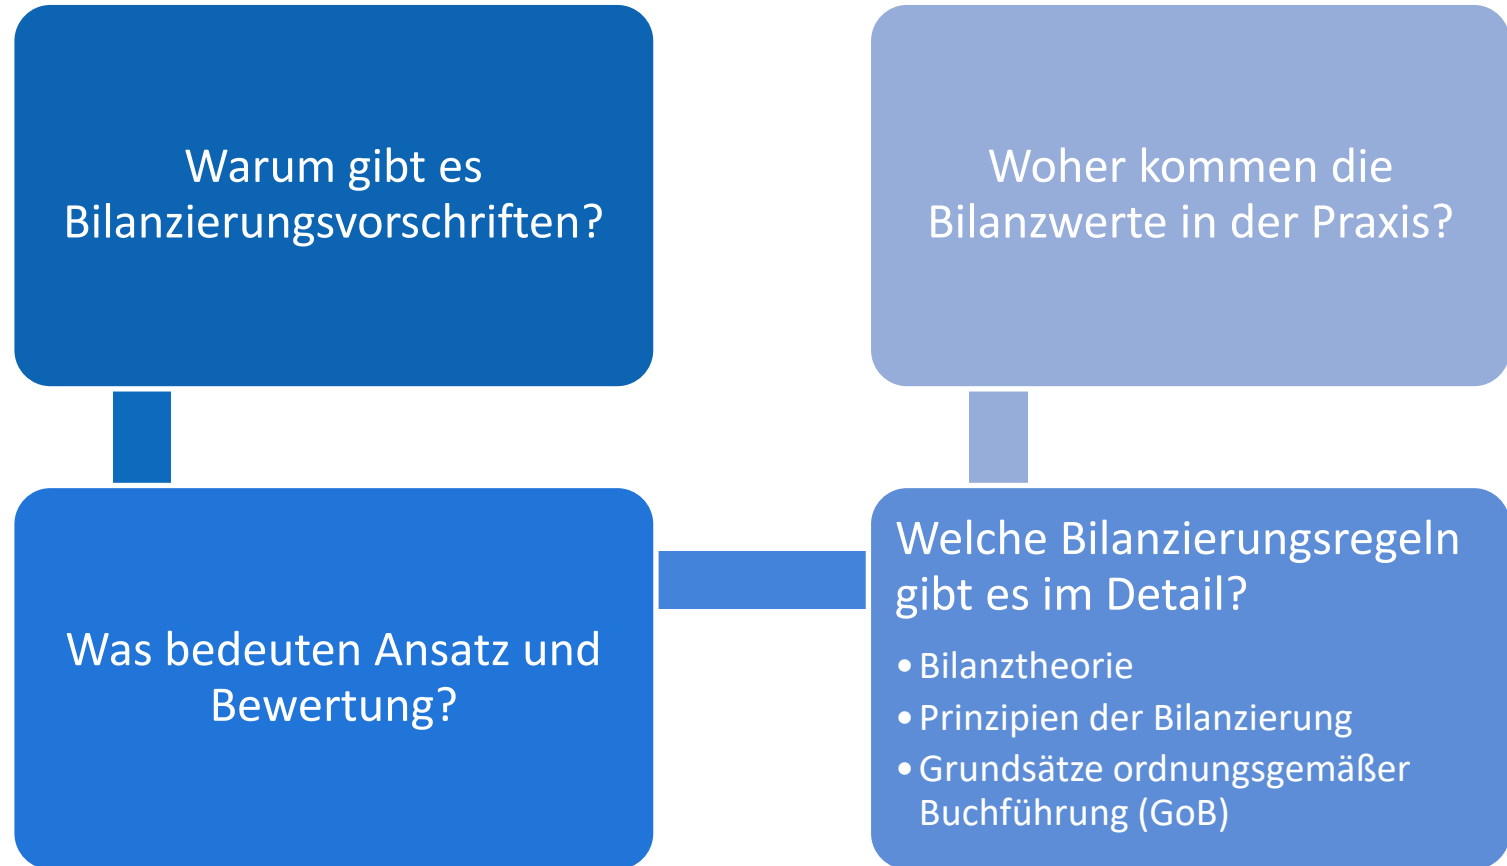 Warum gibt es
Bilanzierungsvorschriften?
Was bedeuten Ansatz und
Bewertung?
Welche Bilanzierungsregeln
gibt es im Detail?
• Bilanztheorie
• Prinzipien der Bilanzierung
• Grundsätze ordnungsgemäßer
Buchführung (GoB)
Woher kommen die
Bilanzwerte in der Praxis?